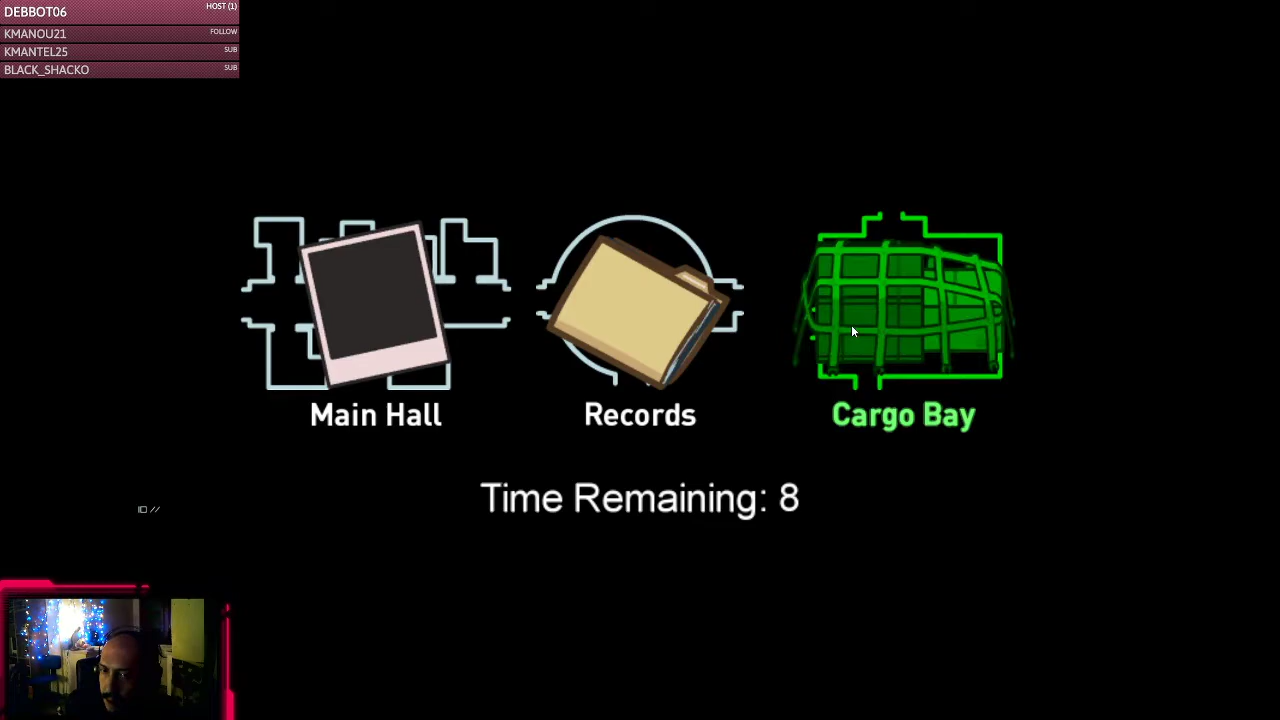 DEBBOT06 HOST (1)
KMANOU21 FOLLOW
KMANTEL25 SUB
BLACK_SHACKO SUB
Main Hall Records Cargo Bay
Time Remaining: 8